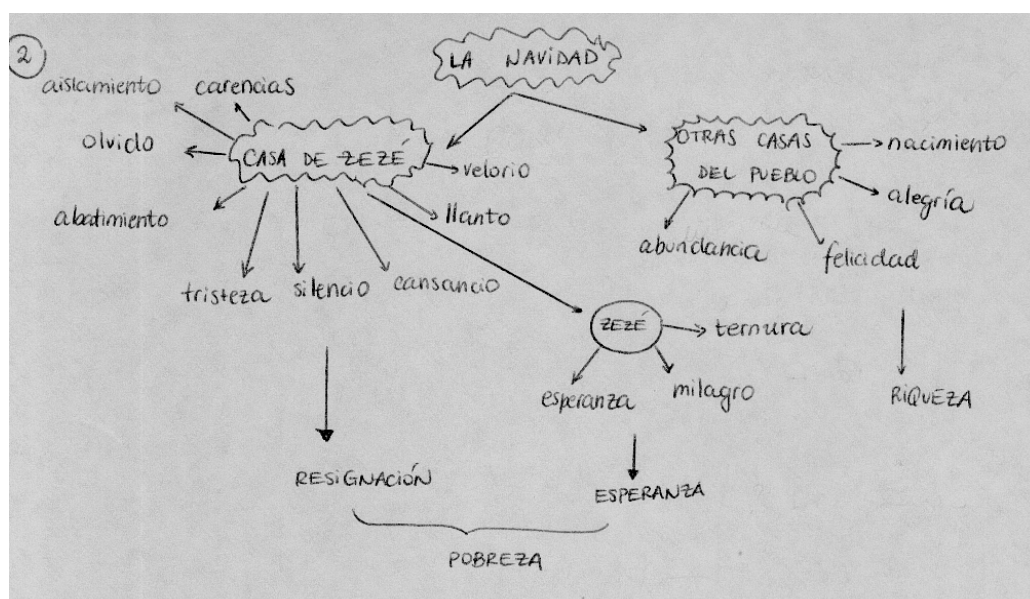 2
LA NAVIDAD
aislamiento carencias
olvido
CASA DE ZEZÉ
velorio
abatimiento
llanto
tristeza silencio cansancio
OTRAS CASAS
DEL PUEBLO
nacimiento
alegría
abundancia
felicidad
ZEZÉ
ternura
esperanza
milagro
RIQUEZA
RESIGNACIÓN
ESPERANZA
POBREZA